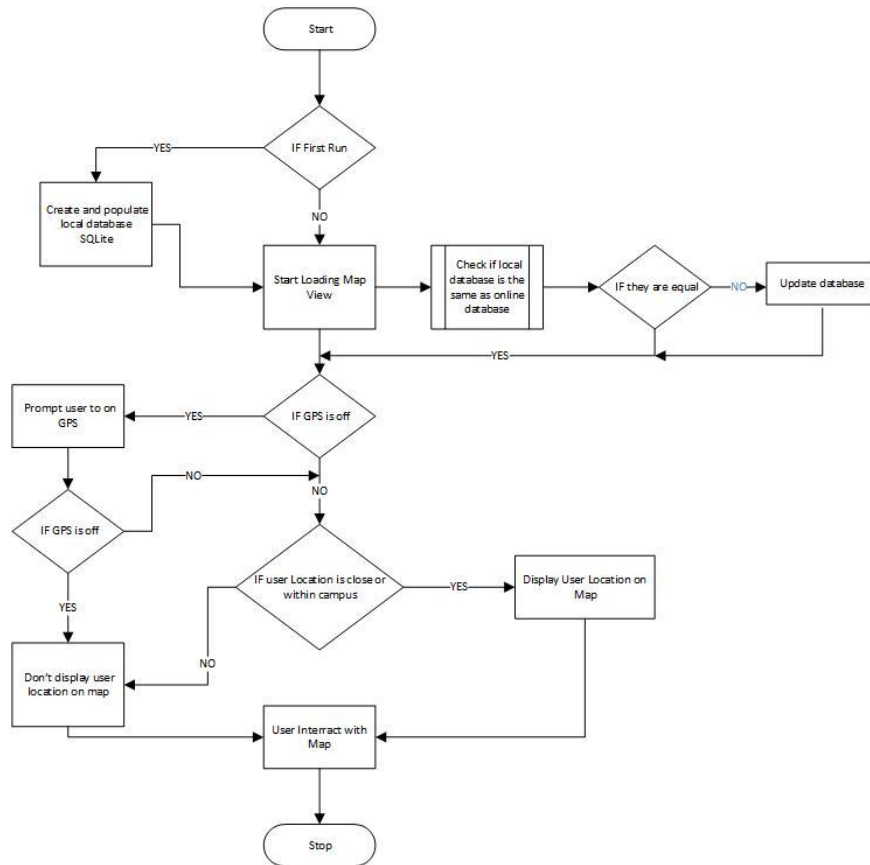 Start
IF First Run
YES
Create and populate
local database
SQLite
NO
Start Loading Map
View
Check if local
database is the
same as online
database
IF they are equal
NO
Update database
YES
IF GPS is off
YES
Prompt user to on
GPS
NO
NO
IF GPS is off
IF user Location is close or
within campus
YES
Display User Location on
Map
YES
NO
Don't display user
location on map
User Interract with
Map
Stop